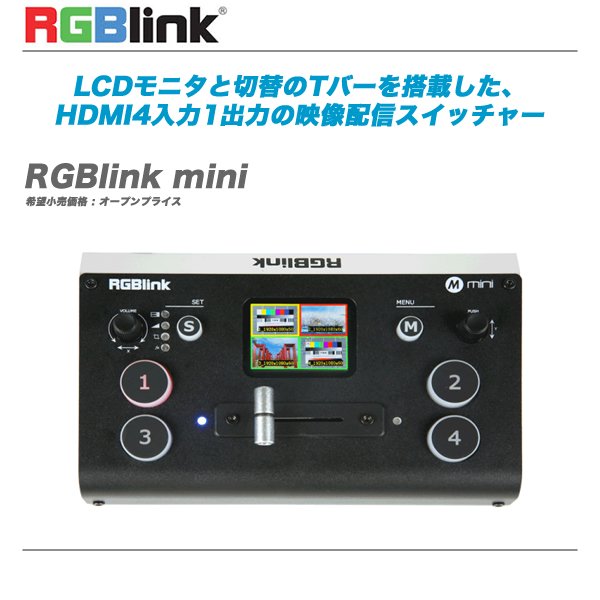 RGBlink®
LCDモニタと切替のTバーを搭載した、
HDMI4入力1出力の映像配信スイッチャー
RGBlink mini
希望小売価格：オープンプライス
RGBlink
RGBlink
M mini
SET
MENU
VOLUME
PUSH
S
M
X
1
2
3
4